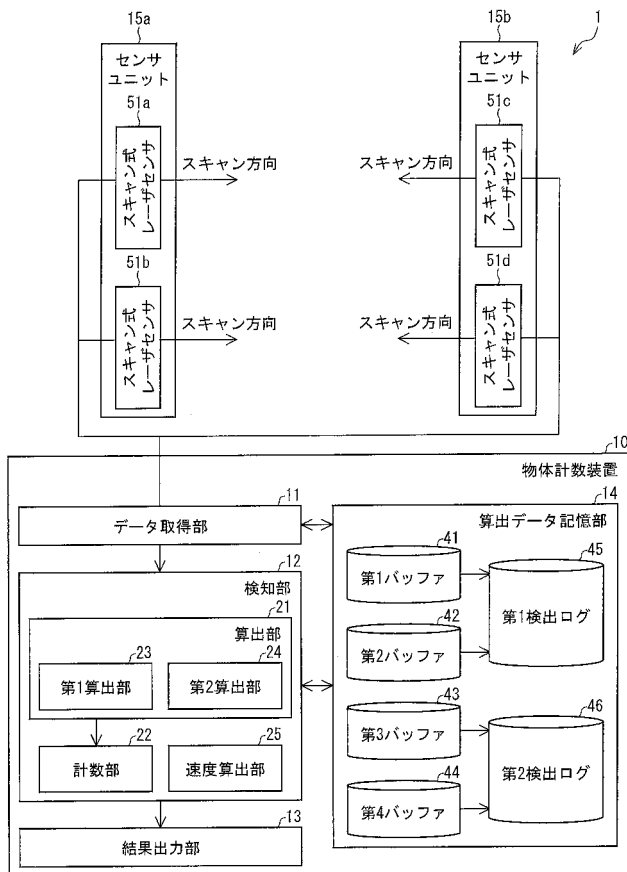 15a
15b
1
センサ
ユニット
センサ
ユニット
51a
51c
スキャン式
レーザセンサ
スキャン方向
スキャン方向
スキャン式
レーザセンサ
51b
51d
スキャン式
レーザセンサ
スキャン方向
スキャン方向
スキャン式
レーザセンサ
10
物体計数装置
11
データ取得部
14
算出データ記憶部
12
検知部
21
算出部
23
第1算出部
24
第2算出部
22
計数部
25
速度算出部
13
結果出力部
41
第1バッファ
42
第2バッファ
45
第1検出ログ
43
第3バッファ
44
第4バッファ
46
第2検出ログ